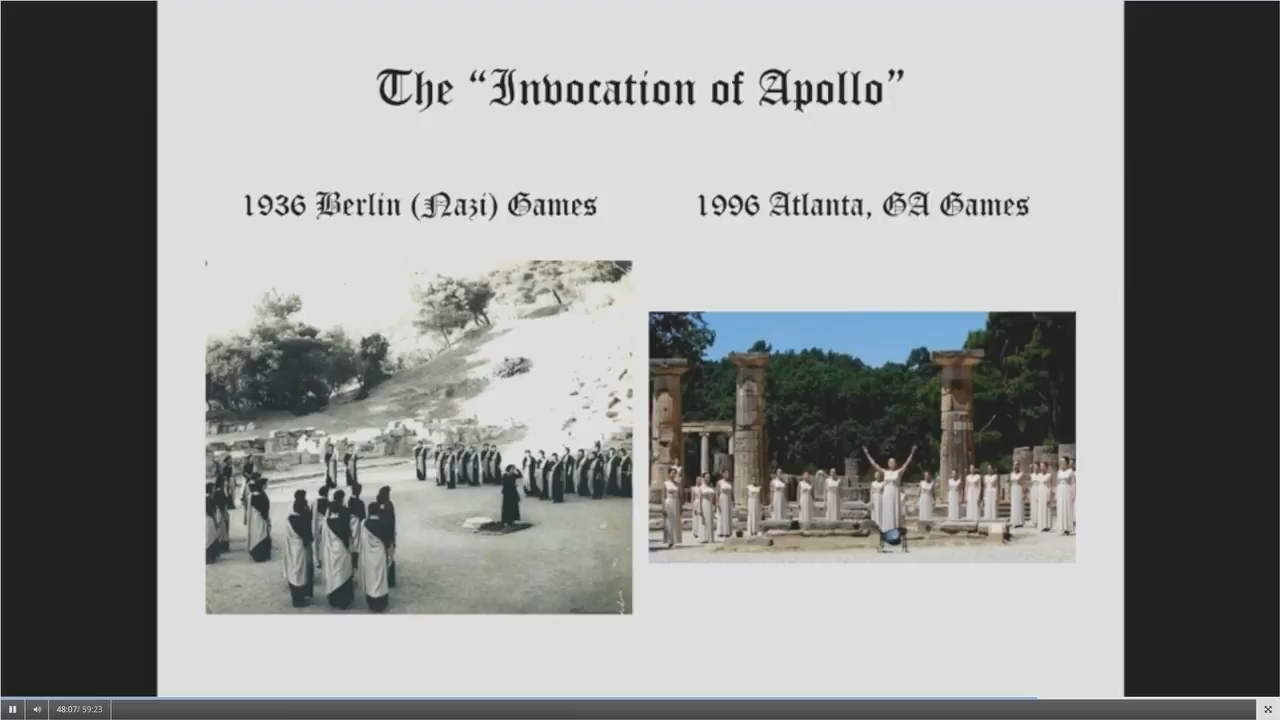 The “Invocation of Apollo”
1936 Berlin (Nazi) Games
1996 Atlanta, GA Games
48:07/ 59:23